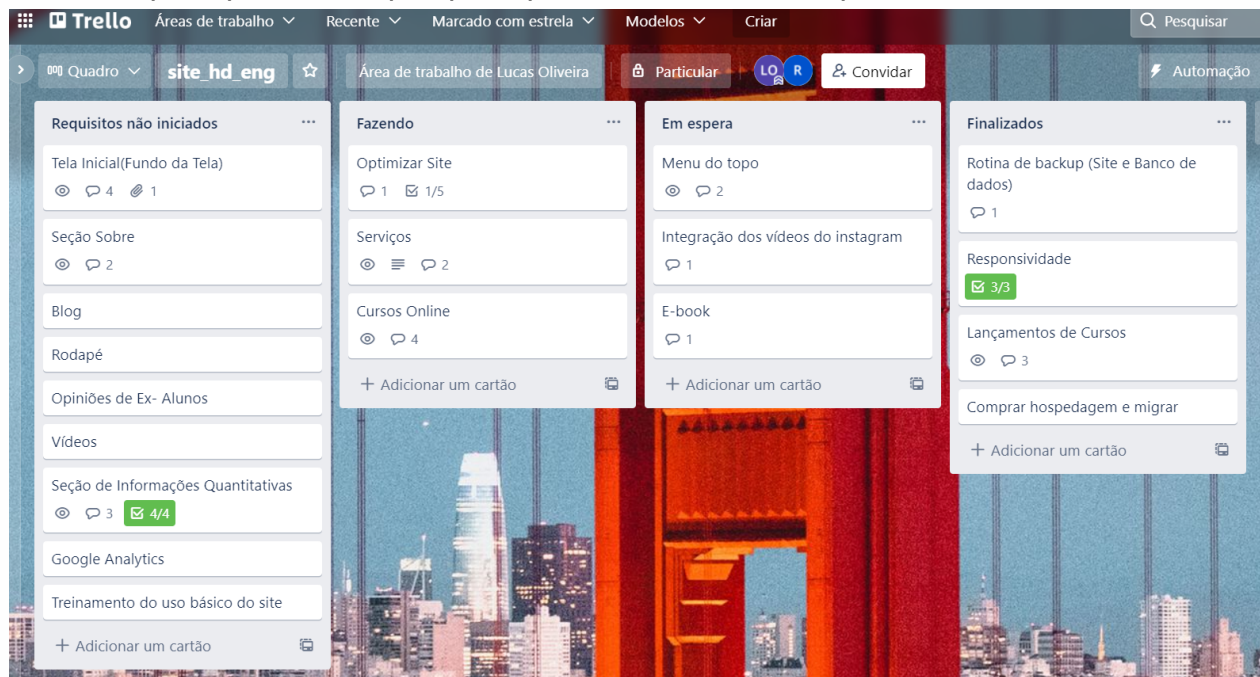 Trello Áreas de trabalho Recente Marcado com estrela Modelos Criar Pesquisar
Quadro site_hd_eng Área de trabalho de Lucas Oliveira Particular LO R Convidar Automação
Requisitos não iniciados
Tela Inicial(Fundo da Tela)
4 1
Seção Sobre
2
Blog
Rodapé
Opiniões de Ex- Alunos
Vídeos
Seção de Informações Quantitativas
3 4/4
Google Analytics
Treinamento do uso básico do site
+ Adicionar um cartão
Fazendo
Optimizar Site
1 1/5
Serviços
2
Cursos Online
4
+ Adicionar um cartão
Em espera
Menu do topo
2
Integração dos vídeos do instagram
1
E-book
1
+ Adicionar um cartão
Finalizados
Rotina de backup (Site e Banco de
dados)
1
Responsividade
3/3
Lançamentos de Cursos
3
Comprar hospedagem e migrar
+ Adicionar um cartão